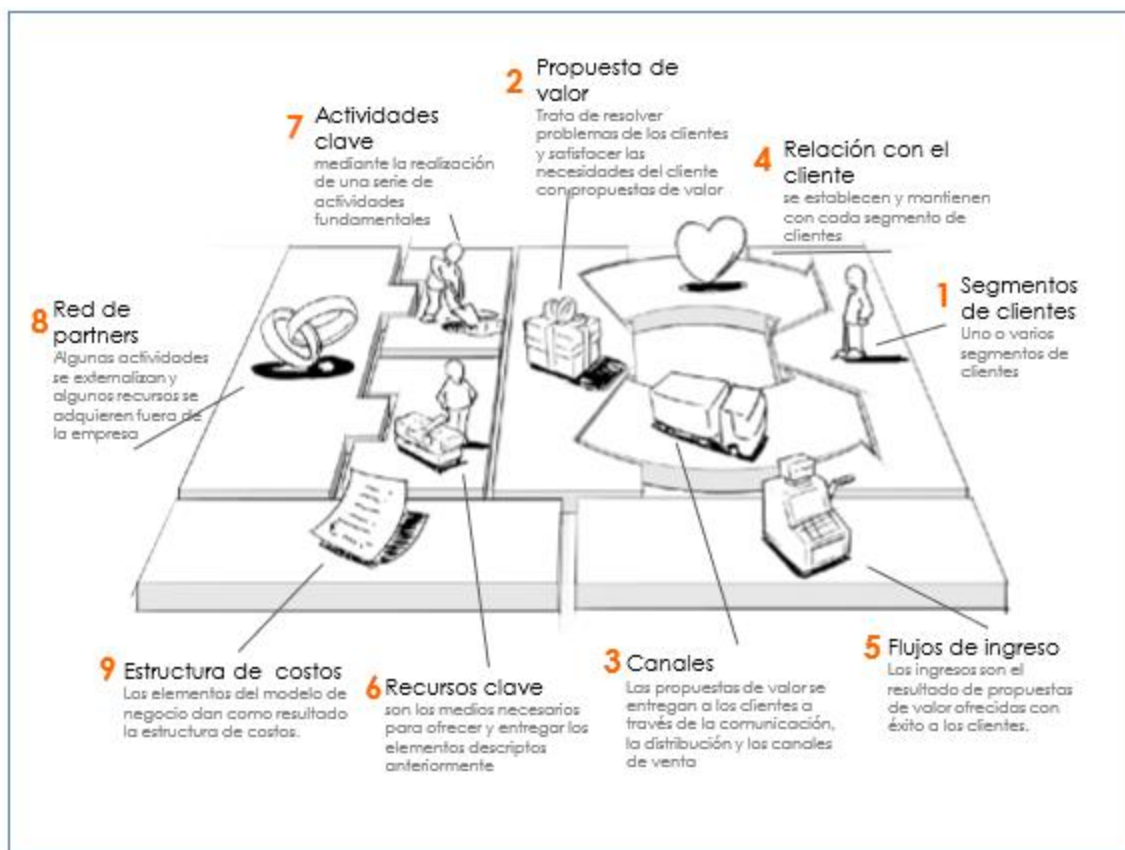 2 Propuesta de
valor
Trata de resolver
problemas de los clientes
y satisfacer las
necesidades del cliente
con propuestas de valor
7 Actividades
clave
mediante la realización
de una serie de
actividades
fundamentales
4 Relación con el
cliente
se establecen y mantienen
con cada segmento de
clientes
1 Segmentos
de clientes
Uno o varios
segmentos de
clientes
8 Red de
partners
Algunas actividades
se externalizan y
algunos recursos se
adquieren fuera de
la empresa
9 Estructura de costos
Los elementos del modelo de
negocio dan como resultado
la estructura de costos.
6 Recursos clave
son los medios necesarios
para ofrecer y entregar los
elementos descriptos
anteriormente
3 Canales
Las propuestas de valor se
entregan a los clientes a
través de la comunicación,
la distribución y los canales
de venta
5 Flujos de ingreso
Los ingresos son el
resultado de propuestas
de valor ofrecidas con
éxito a los clientes.